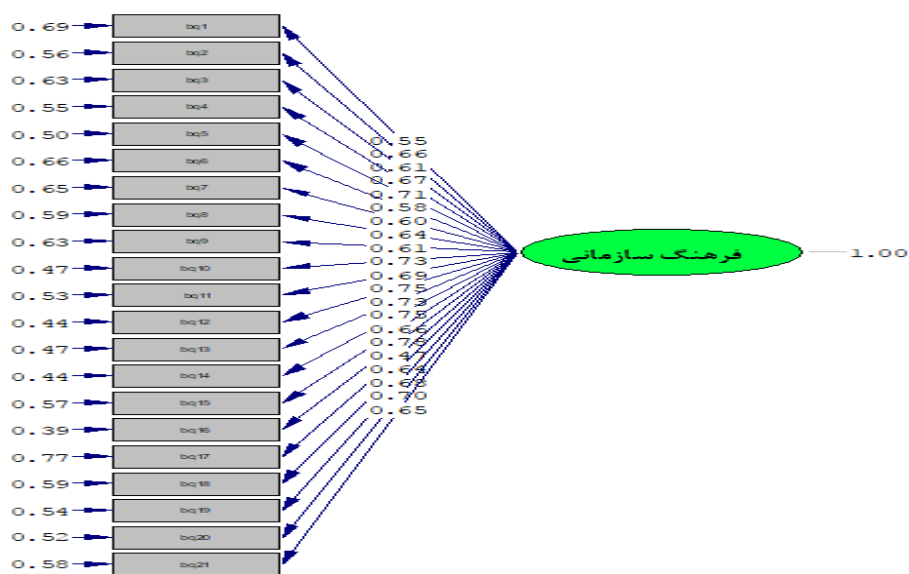 0.69 bq1
0.56 bq2
0.63 bq3
0.55 bq4
0.50 bq5
0.66 bq6
0.65 bq7
0.59 bq8
0.63 bq9
0.47 bq10
0.53 bq11
0.44 bq12
0.47 bq13
0.44 bq14
0.57 bq15
0.39 bq16
0.77 bq17
0.59 bq18
0.54 bq19
0.52 bq20
0.58 bq21
0.55
0.66
0.61
0.67
0.71
0.58
0.60
0.64
0.61
0.73
0.69
0.75
0.73
0.66
0.47
0.64
0.68
0.70
0.65
فرهنگ سازمانی
1.00